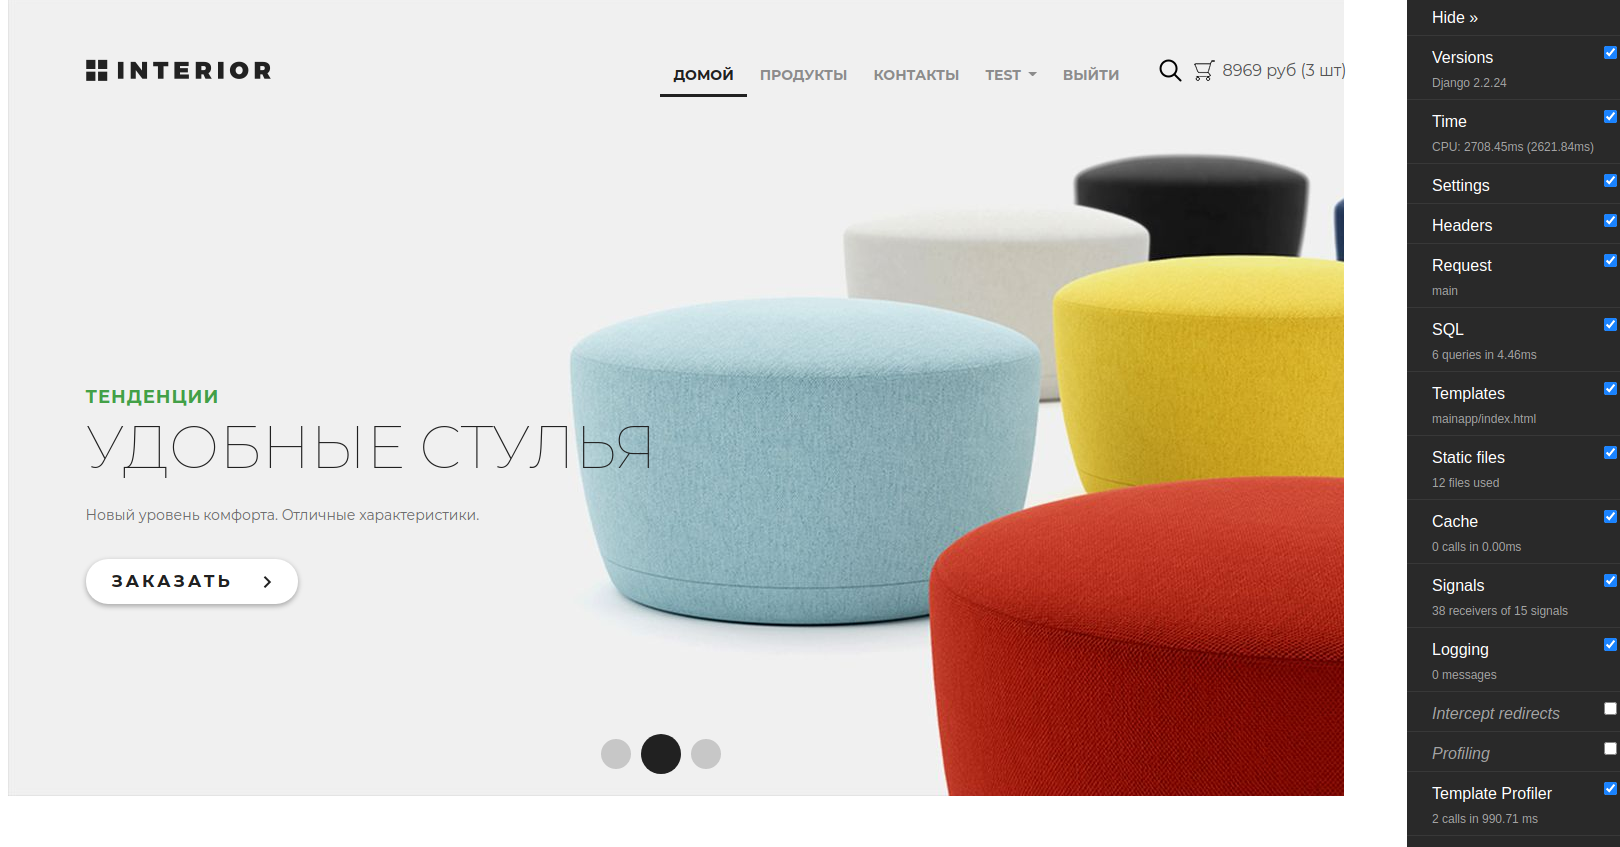 INTERIOR
ДОМОЙ ПРОДУКТЫ КОНТАКТЫ TEST ВЫЙТИ 8969 руб (3 шт)
ТЕНДЕНЦИИ
УДОБНЫЕ СТУЛЬЯ
Новый уровень комфорта. Отличные характеристики.
ЗАКАЗАТЬ
Hide »
Versions
Django 2.2.24
Time
CPU: 2708.45ms (2621.84ms)
Settings
Headers
Request
main
SQL
6 queries in 4.46ms
Templates
mainapp/index.html
Static files
12 files used
Cache
0 calls in 0.00ms
Signals
38 receivers of 15 signals
Logging
0 messages
Intercept redirects
Profiling
Template Profiler
2 calls in 990.71 ms